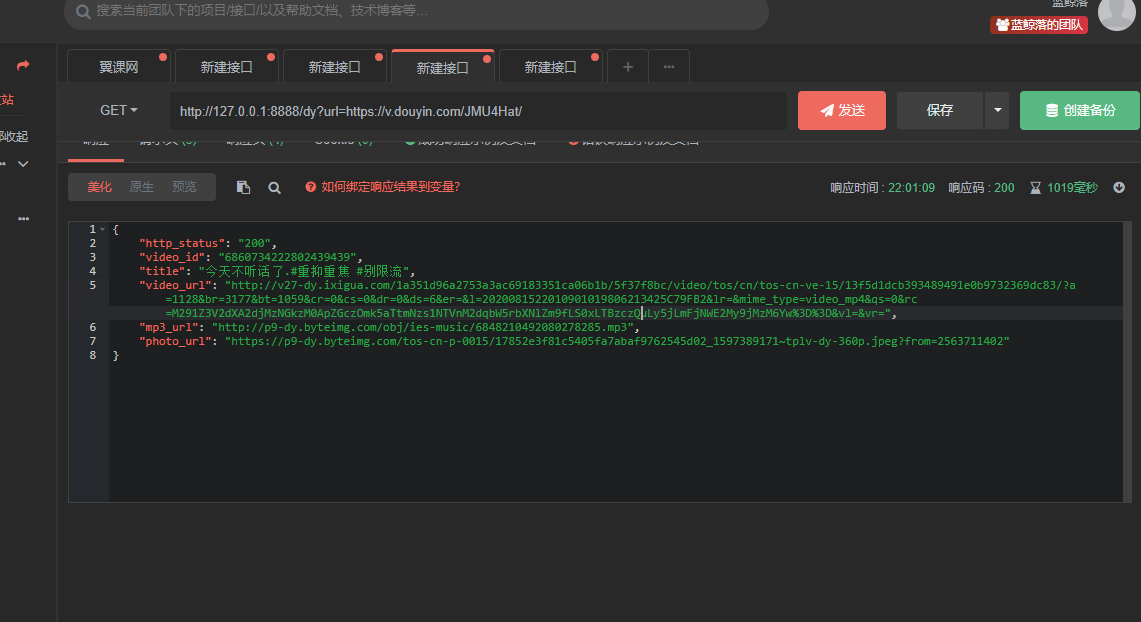 搜索当前团队下的项目/接口/以及帮助文档、技术博客等...
蓝鲸落
蓝鲸落的团队
翼课网
新建接口
新建接口
新建接口
新建接口
站
GET
http://127.0.0.1:8888/dy?url=https://v.douyin.com/JMU4Hat/
发送
保存
创建备份
部收起
美化
原生
预览
如何绑定响应结果到变量?
响应时间 : 22:01:09
响应码 : 200
1019毫秒
1 {
2 "http_status": "200",
3 "video_id": "6860734222802439439",
4 "title": "今天不听话了.#重抑重焦 #别限流",
5 "video_url": "http://v27-dy.ixigua.com/1a351d96a2753a3ac69183351ca06b1b/5f37f8bc/video/tos/cn/tos-cn-ve-15/13f5d1dcb393489491e0b9732369dc83/?a
=1128&br=3177&bt=1059&cr=0&cs=0&dr=0&ds=6&er=&l=202008152201090101980621​3425C79FB2&lr=&mime_type=video_mp4&qs=0&rc
=M291Z3V2dXA2djMzNGkzM0ApZGczOmk5aTtmNzs1NTVnM2dqbW5rbXNlZm9fLS0xLTBzczQuLy5jLmFjNWE2My9jMzM6Yw%3D%3D&vl=&vr=",
6 "mp3_url": "http://p9-dy.byteimg.com/obj/ies-music/6848210492080278285.mp3",
7 "photo_url": "https://p9-dy.byteimg.com/tos-cn-p-0015/17852e3f81c5405fa7abaf9762545d02_1597389171~tplv-dy-360p.jpeg?from=2563711402"
8 }